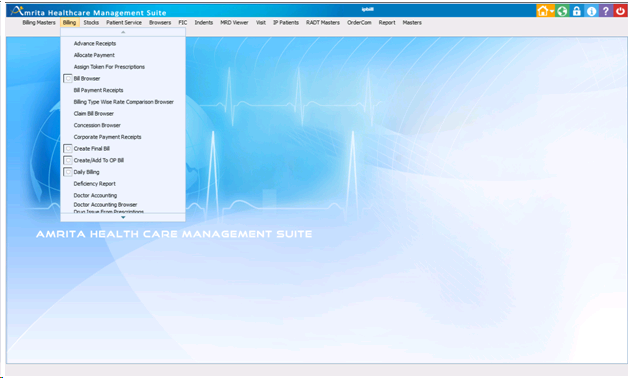 Amrita Healthcare Management Suite
ipbill
Billing Masters Billing Stocks Patient Service Browsers FIC Indents MRD Viewer Visit IP Patients RADT Masters OrderCom Report Masters
Advance Receipts
Allocate Payment
Assign Token For Prescriptions
Bill Browser
Bill Payment Receipts
Billing Type Wise Rate Comparison Browser
Claim Bill Browser
Concession Browser
Corporate Payment Receipts
Create Final Bill
Create/Add To OP Bill
Daily Billing
Deficiency Report
Doctor Accounting
Doctor Accounting Browser
Drug Issue From Prescriptions
AMRITA HEALTH CARE MANAGEMENT SUITE